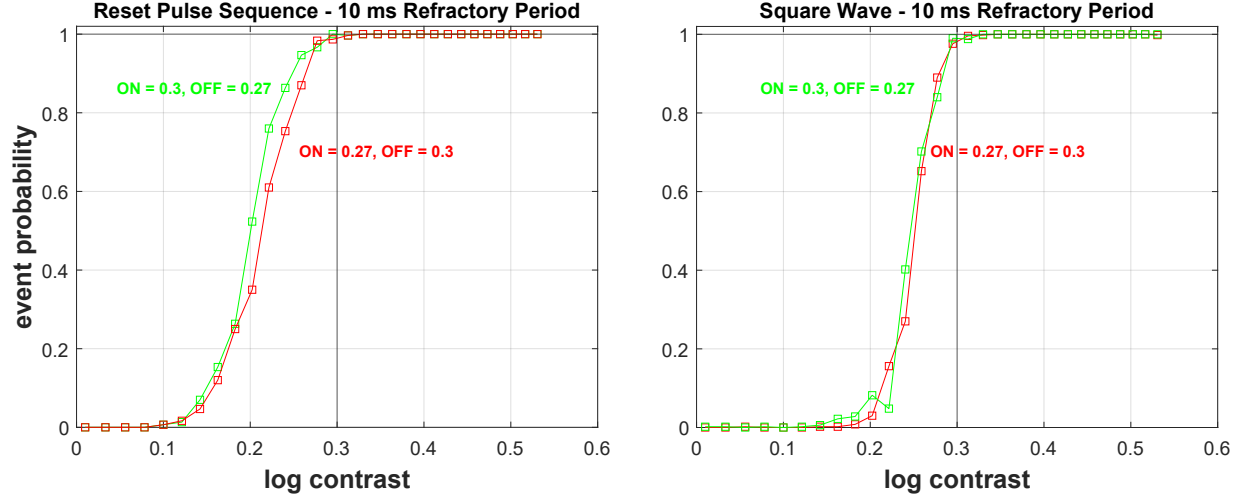 Reset Pulse Sequence - 10 ms Refractory Period
1
0.8
0.6
0.4
0.2
0
0
0.1
0.2
0.3
0.4
0.5
0.6
event probability
log contrast
ON = 0.3, OFF = 0.27
ON = 0.27, OFF = 0.3
Square Wave - 10 ms Refractory Period
1
0.8
0.6
0.4
0.2
0
0
0.1
0.2
0.3
0.4
0.5
0.6
log contrast
ON = 0.3, OFF = 0.27
ON = 0.27, OFF = 0.3